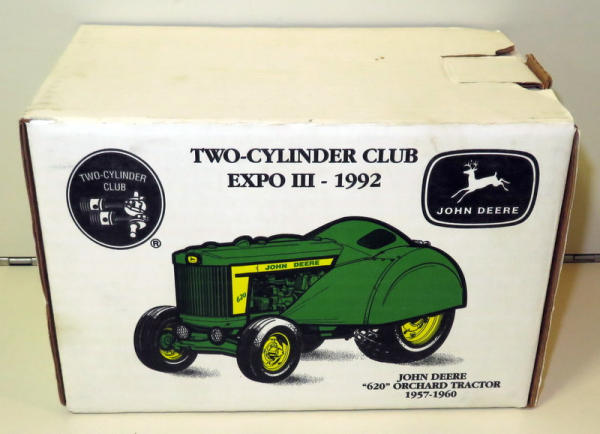 TWO-CYLINDER CLUB
EXPO III - 1992
TWO-CYLINDER
CLUB
®
JOHN DEERE
JOHN DEERE
620
JOHN DEERE
"620" ORCHARD TRACTOR
1957-1960